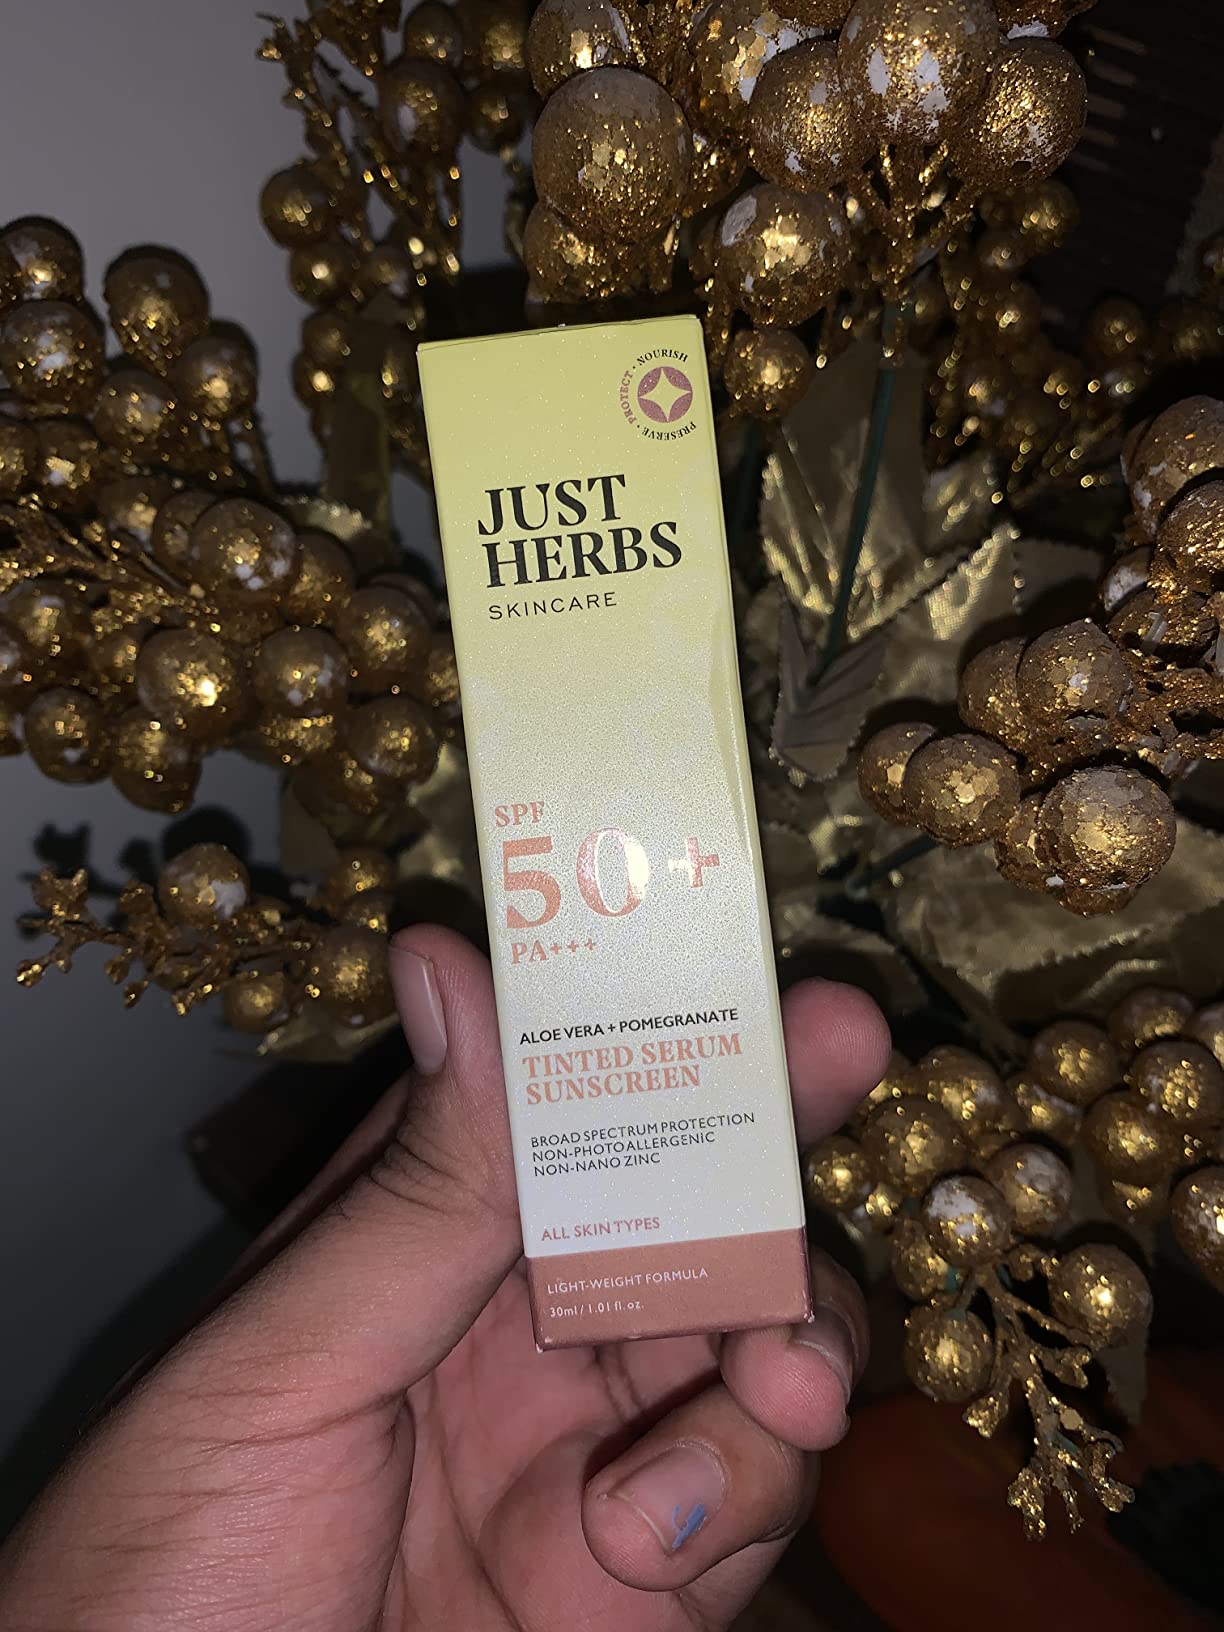 PROTECT • NOURISH
PRESERVE •
JUST
HERBS
SKINCARE
SPF
50+
PA+++
ALOE VERA + POMEGRANATE
TINTED SERUM
SUNSCREEN
BROAD SPECTRUM PROTECTION
NON-PHOTOALLERGENIC
NON-NANO ZINC
ALL SKIN TYPES
LIGHT-WEIGHT FORMULA
30ml / 1.01 fl. oz.